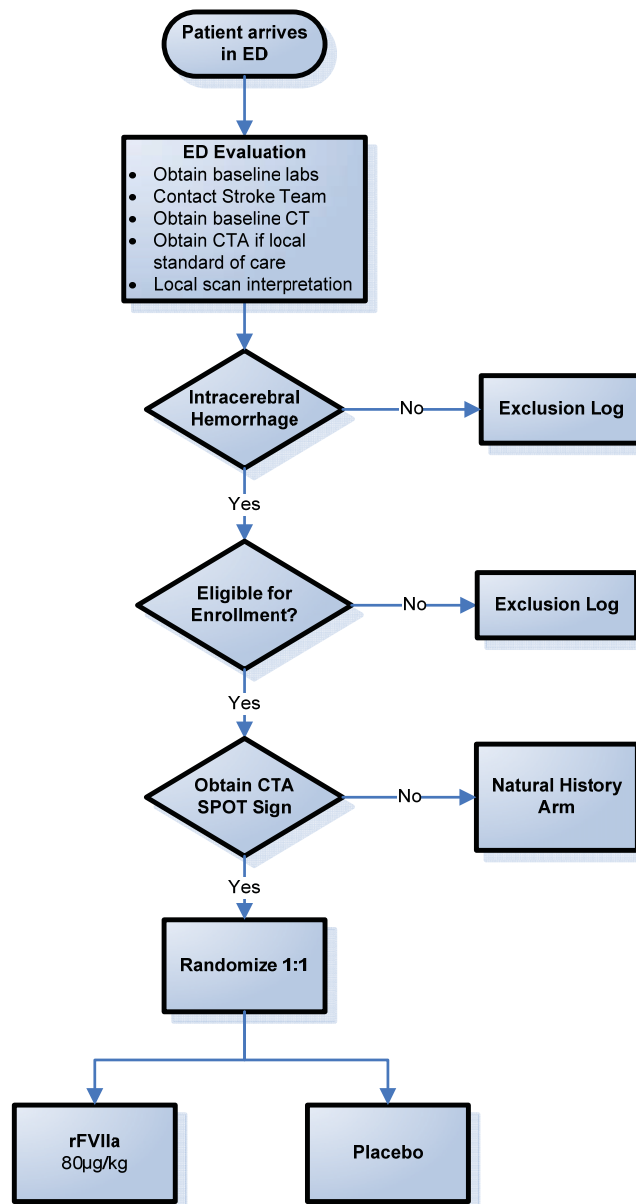 Patient arrives
in ED
ED Evaluation
• Obtain baseline labs
• Contact Stroke Team
• Obtain baseline CT
• Obtain CTA if local
standard of care
• Local scan interpretation
Intracerebral
Hemorrhage
No
Exclusion Log
Yes
Eligible for
Enrollment?
No
Exclusion Log
Yes
Obtain CTA
SPOT Sign
No
Natural History
Arm
Yes
Randomize 1:1
rFVIIa
80µg/kg
Placebo